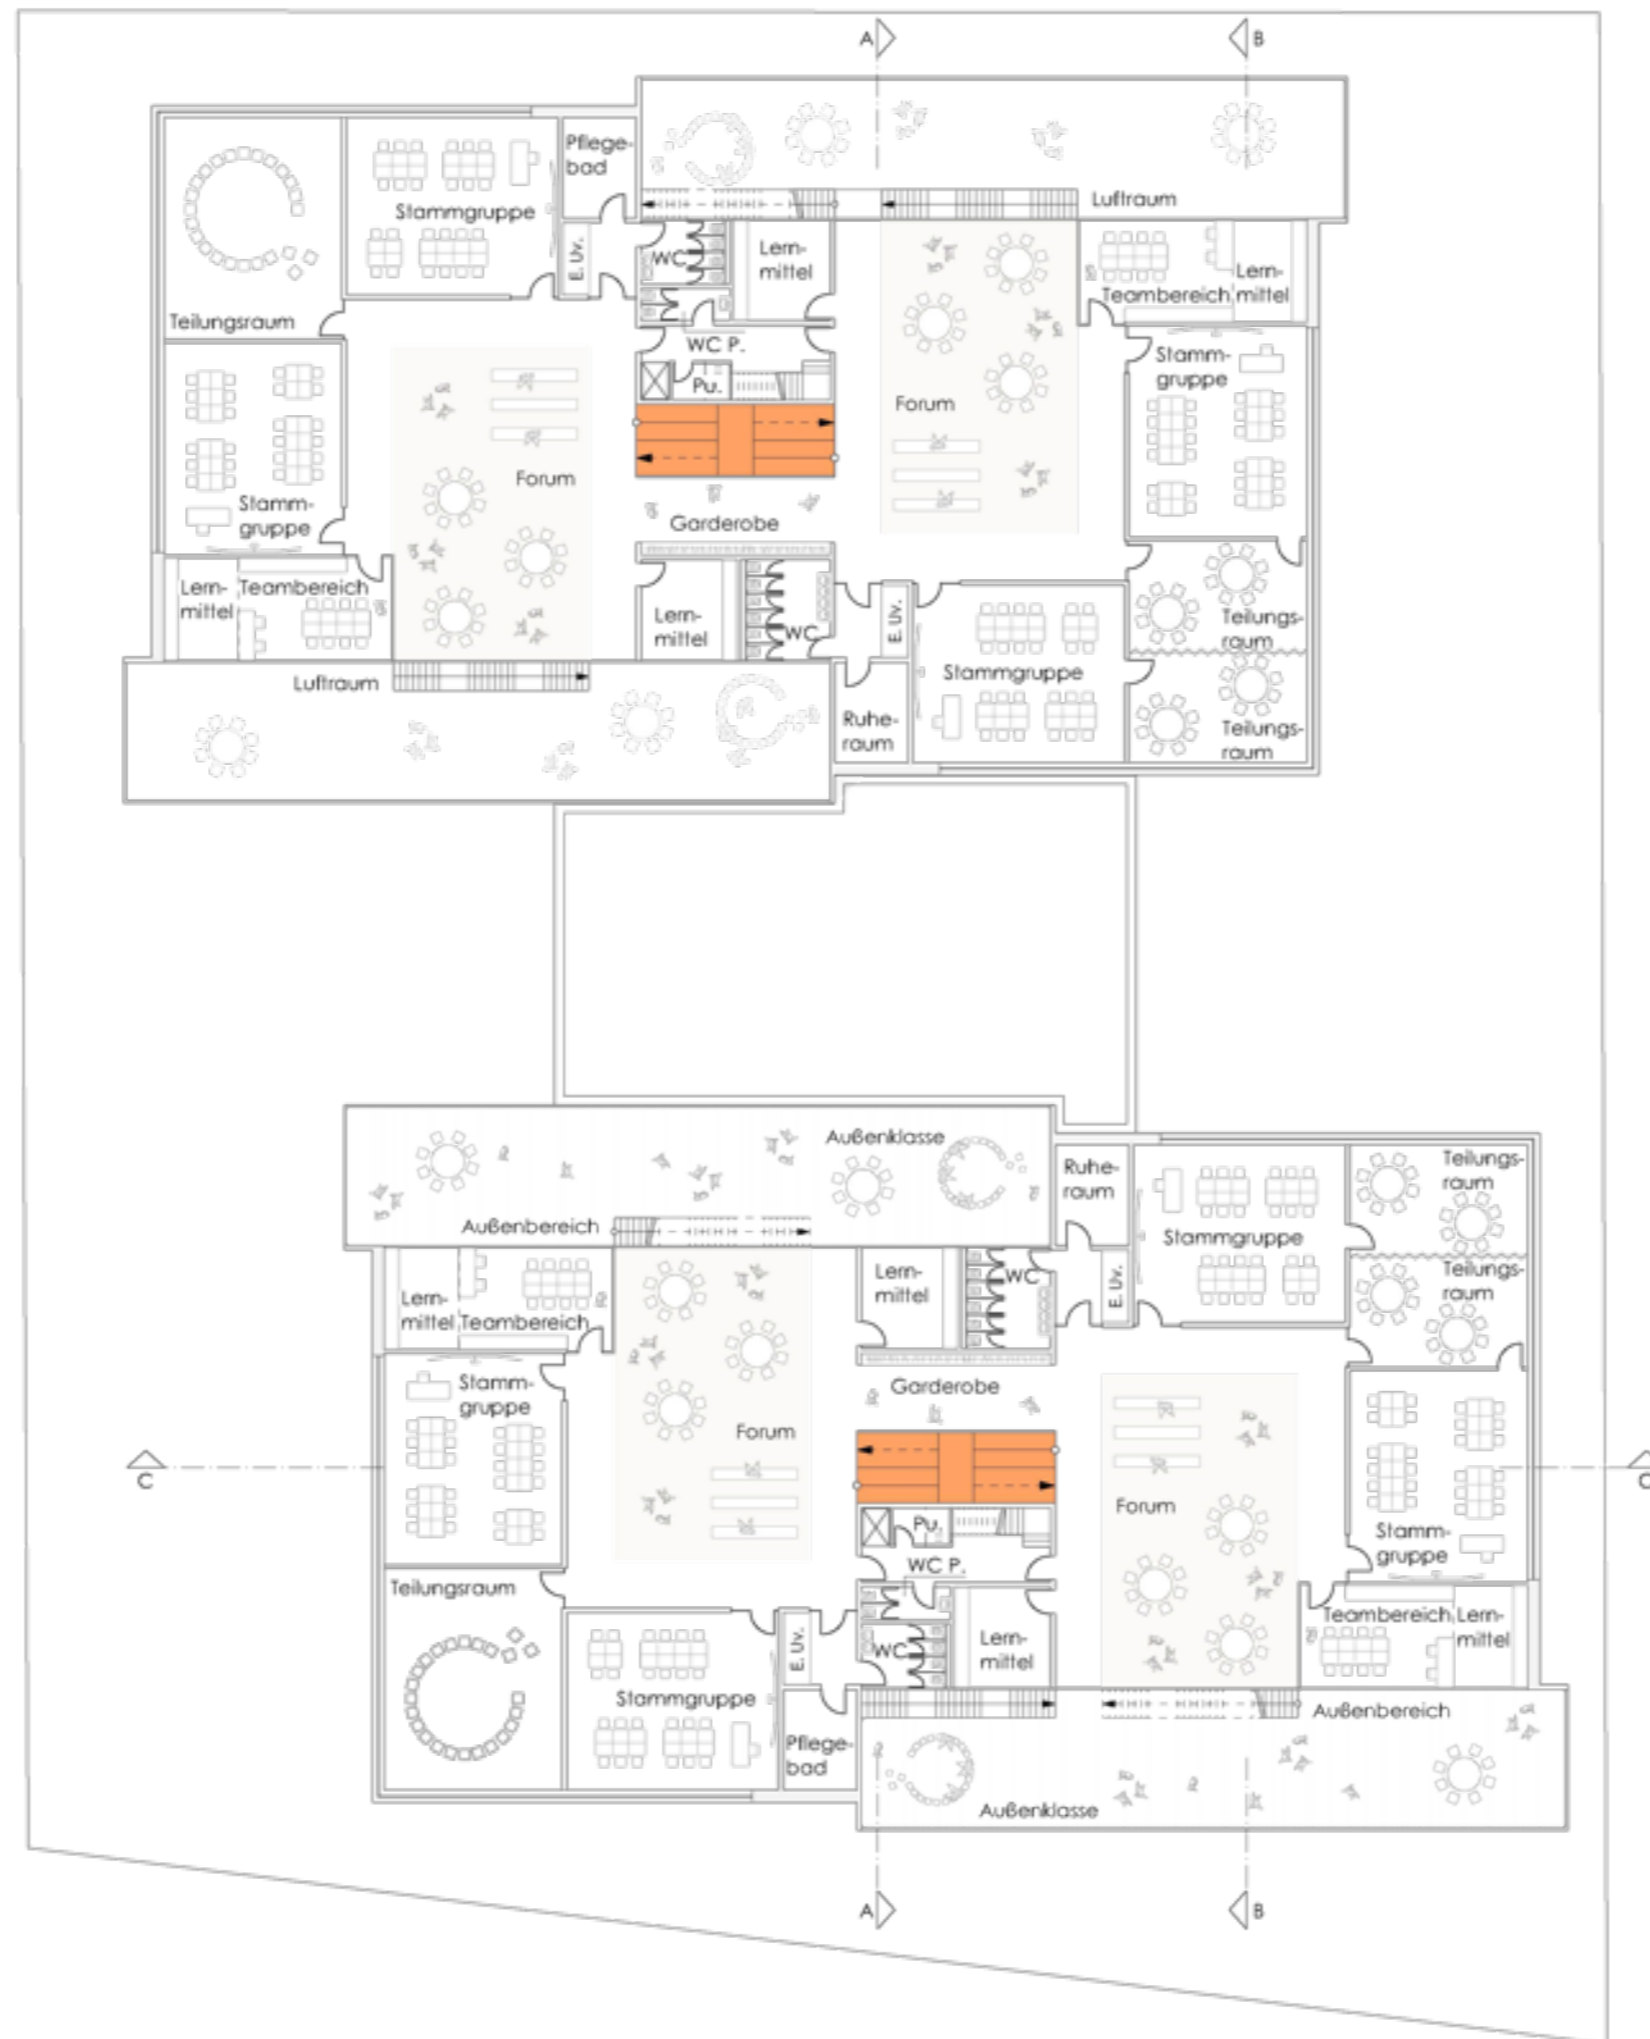 A
B
Pflege-
bad
Stammgruppe
Luftraum
WC
E. Uv.
Lern-
mittel
Lern-
Teambereich mittel
Teilungsraum
WC P.
Stamm-
gruppe
Pu.
Forum
Forum
Stamm-
gruppe
Garderobe
Lern-
mittel
Teambereich
Lern-
mittel
WC
E. Uv.
Teilungs-
raum
Stammgruppe
Luftraum
Ruhe-
raum
Teilungs-
raum
Außenklasse
Ruhe-
raum
Teilungs-
raum
Außenbereich
Stammgruppe
Lern-
mittel
WC
E. Uv.
Teilungs-
raum
Lern-
mittel Teambereich
Stamm-
gruppe
Garderobe
Forum
C
C
Forum
Pu.
Stamm-
gruppe
WC P.
Teilungsraum
Teambereich
Lern-
mittel
E. Uv.
WC
Lern-
mittel
Stammgruppe
Außenbereich
Pflege-
bad
Außenklasse
A
B